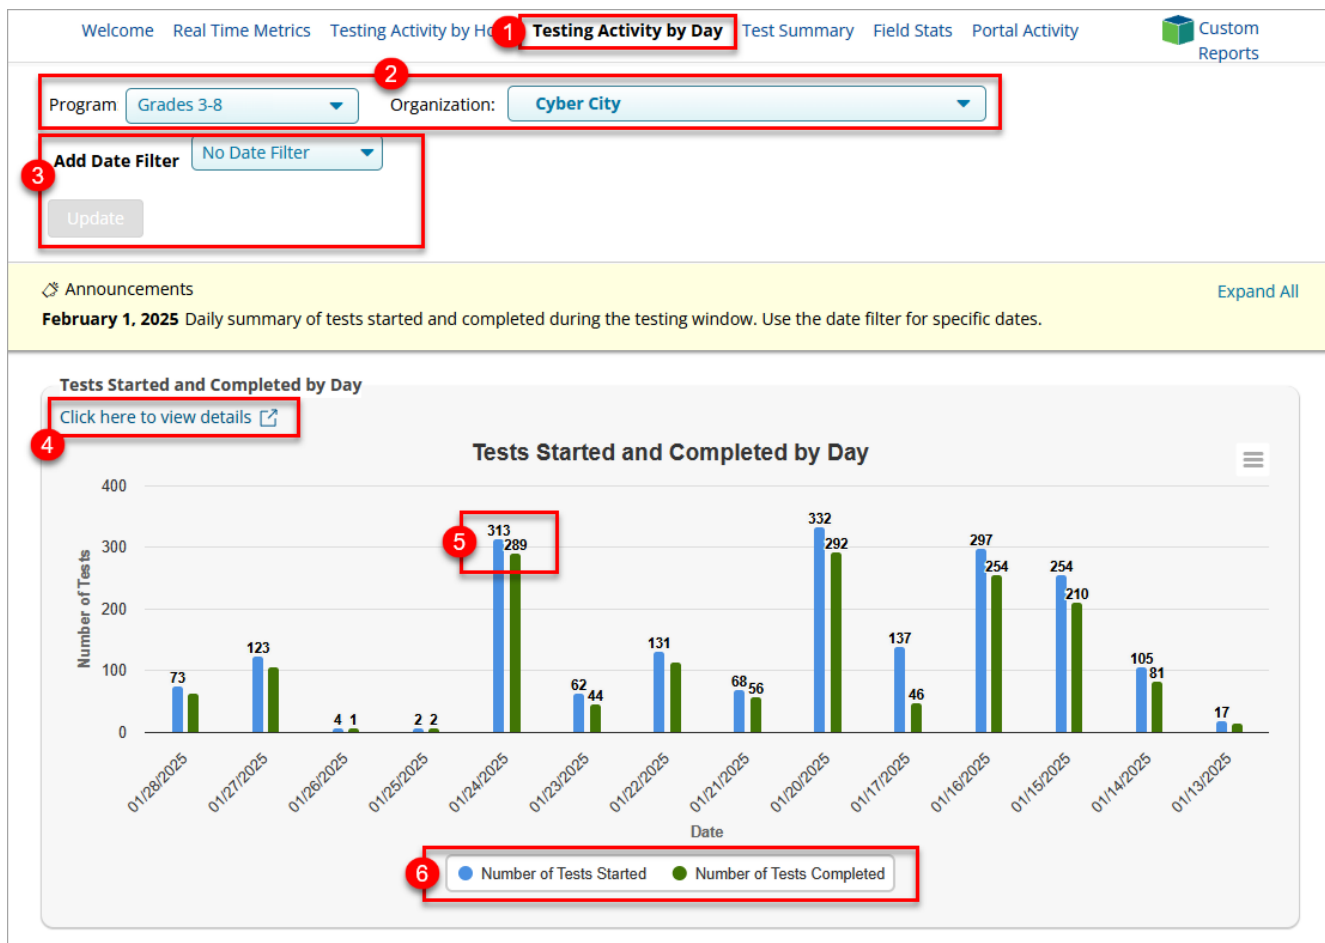 Welcome Real Time Metrics Testing Activity by Ho 1 Testing Activity by Day Test Summary Field Stats Portal Activity Custom
Reports
2
Program Grades 3-8 Organization: Cyber City
Add Date Filter No Date Filter
3
Update
Announcements Expand All
February 1, 2025 Daily summary of tests started and completed during the testing window. Use the date filter for specific dates.
Tests Started and Completed by Day
Click here to view details
4
Tests Started and Completed by Day
Number of Tests
400
300
200
100
0
73
123
4 1
2 2
5
313
289
62 44
131
68 56
332
292
137
46
297
254
254
210
105
81
17
01/28/2025 01/27/2025 01/26/2025 01/25/2025 01/24/2025 01/23/2025 01/22/2025 01/21/2025 01/20/2025 01/17/2025 01/16/2025 01/15/2025 01/14/2025 01/13/2025
Date
6 Number of Tests Started Number of Tests Completed